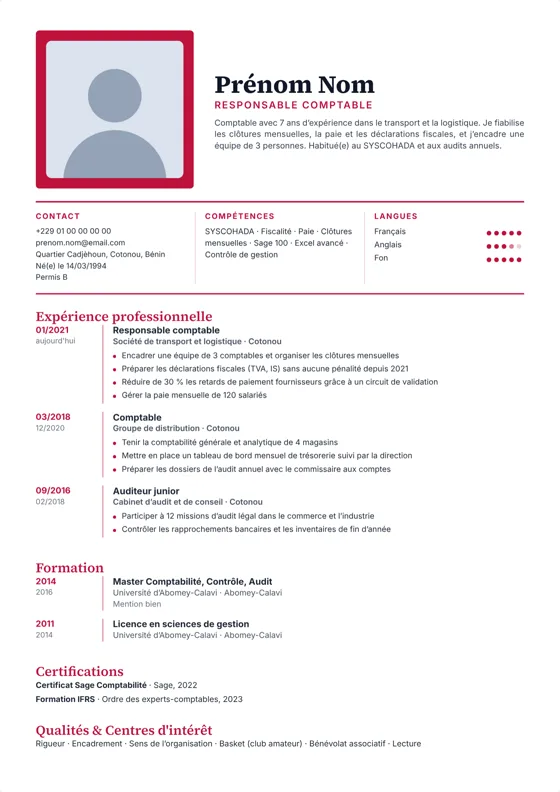 Prénom Nom
RESPONSABLE COMPTABLE
Comptable avec 7 ans d'expérience dans le transport et la logistique. Je fiabilise
les clôtures mensuelles, la paie et les déclarations fiscales, et j'encadre une
équipe de 3 personnes. Habitué(e) au SYSCOHADA et aux audits annuels.
CONTACT
+229 01 00 00 00 00
prenom.nom@email.com
Quartier Cadjèhoun, Cotonou, Bénin
Né(e) le 14/03/1994
Permis B
COMPÉTENCES
SYSCOHADA · Fiscalité · Paie · Clôtures
mensuelles · Sage 100 · Excel avancé ·
Contrôle de gestion
LANGUES
Français
Anglais
Fon
Expérience professionnelle
01/2021
aujourd'hui
Responsable comptable
Société de transport et logistique · Cotonou
• Encadrer une équipe de 3 comptables et organiser les clôtures mensuelles
• Préparer les déclarations fiscales (TVA, IS) sans aucune pénalité depuis 2021
• Réduire de 30 % les retards de paiement fournisseurs grâce à un circuit de validation
• Gérer la paie mensuelle de 120 salariés
03/2018
12/2020
Comptable
Groupe de distribution · Cotonou
• Tenir la comptabilité générale et analytique de 4 magasins
• Mettre en place un tableau de bord mensuel de trésorerie suivi par la direction
• Préparer les dossiers de l'audit annuel avec le commissaire aux comptes
09/2016
02/2018
Auditeur junior
Cabinet d'audit et de conseil · Cotonou
• Participer à 12 missions d'audit légal dans le commerce et l'industrie
• Contrôler les rapprochements bancaires et les inventaires de fin d'année
Formation
2014
2016
Master Comptabilité, Contrôle, Audit
Université d'Abomey-Calavi · Abomey-Calavi
Mention bien
2011
2014
Licence en sciences de gestion
Université d'Abomey-Calavi · Abomey-Calavi
Certifications
Certificat Sage Comptabilité · Sage, 2022
Formation IFRS · Ordre des experts-comptables, 2023
Qualités & Centres d'intérêt
Rigueur · Encadrement · Sens de l'organisation · Basket (club amateur) · Bénévolat associatif · Lecture